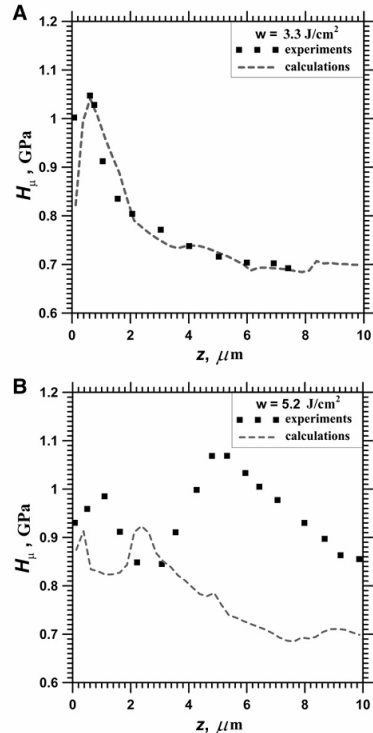 A
w = 3.3 J/cm²
experiments
calculations
1.2
1.1
1
0.9
0.8
0.7
0.6
Hμ , GPa
0 2 4 6 8 10
z, μm
B
w = 5.2 J/cm²
experiments
calculations
1.2
1.1
1
0.9
0.8
0.7
0.6
Hμ , GPa
0 2 4 6 8 10
z, μm